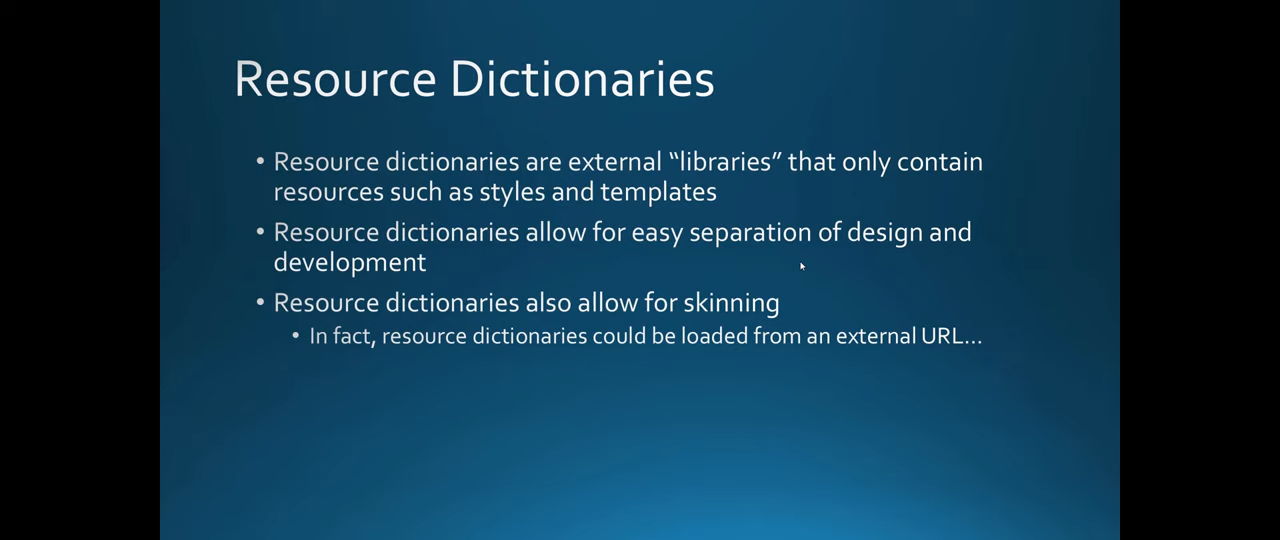 Resource Dictionaries
• Resource dictionaries are external “libraries” that only contain
resources such as styles and templates
• Resource dictionaries allow for easy separation of design and
development
• Resource dictionaries also allow for skinning
• In fact, resource dictionaries could be loaded from an external URL...